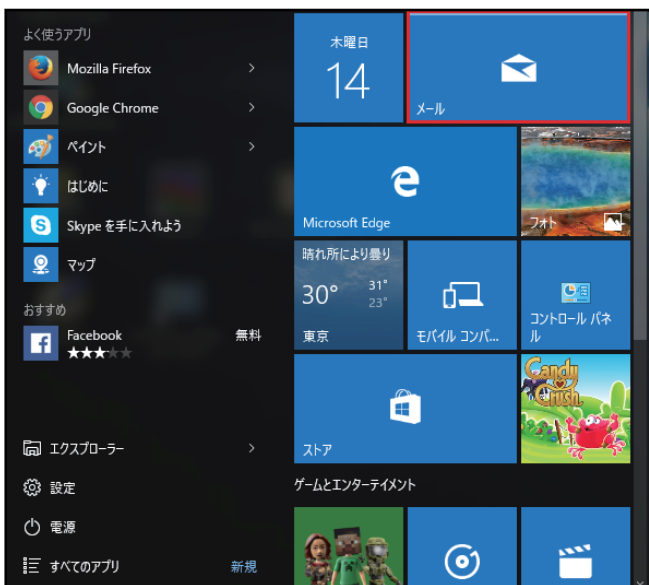 よく使うアプリ
Mozilla Firefox
Google Chrome
ペイント
はじめに
Skype を手に入れよう
マップ
おすすめ
Facebook 無料
エクスプローラー
設定
電源
すべてのアプリ 新規
木曜日
14
メール
Microsoft Edge
フォト
晴れ所により曇り
30° 31°
23°
東京
モバイル コンパ...
コントロール パネ
ル
ストア
Candy
Crush
ゲームとエンターテイメント